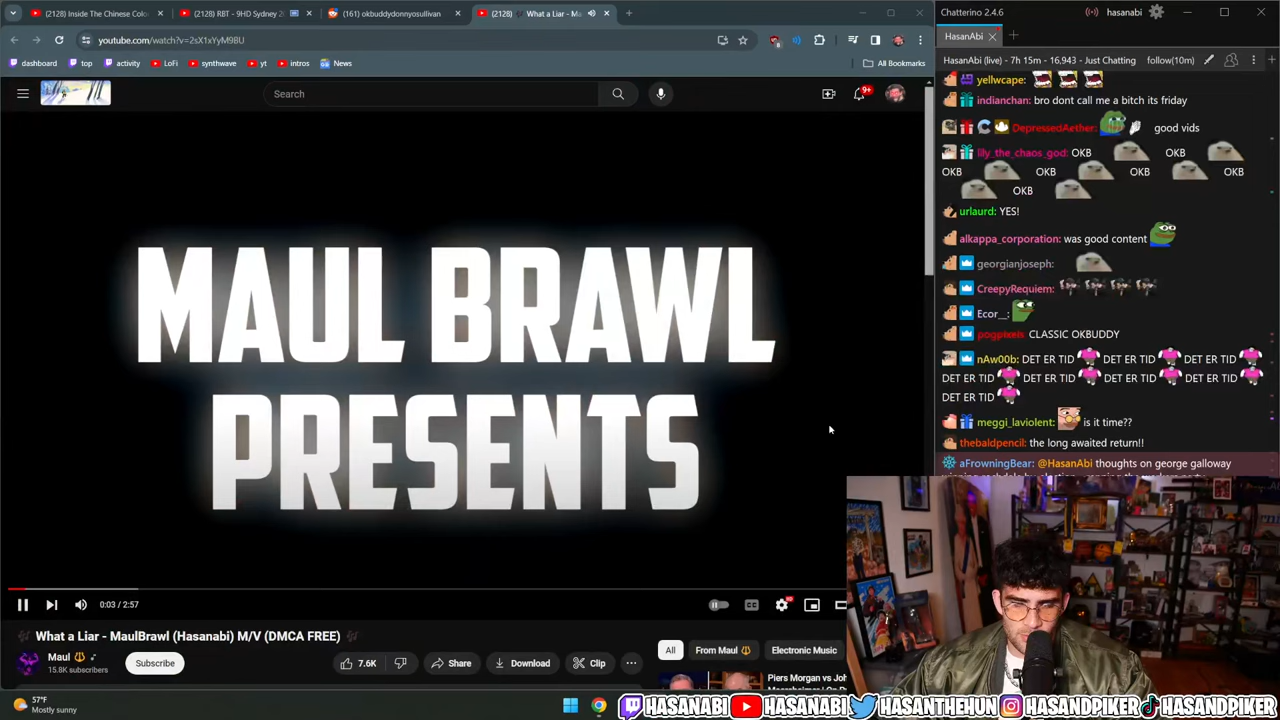 (2128) Inside The Chinese Colo
(2128) RBT - 9HD Sydney 20
(161) okbuddydonnyosullivan
(2128) What a Liar - Ma
youtube.com/watch?v=2sX1xYyM98U
dashboard
top
activity
LoFi
synthwave
yt
intros
News
All Bookmarks
Search
9+
MAUL BRAWL
PRESENTS
0:03 / 2:57
What a Liar - MaulBrawl (Hasanabi) M/V (DMCA FREE)
Maul
15.8K subscribers
Subscribe
7.6K
Share
Download
Clip
All
From Maul
Electronic Music
Piers Morgan vs Joh
57°F
Mostly sunny
Chatterino 2.4.6
hasanabi
HasanAbi
HasanAbi (live) - 7h 15m - 16,943 - Just Chatting
follow(10m)
yellwcape:
indianchan: bro dont call me a bitch its friday
DepressedAether: good vids
lily_the_chaos_god: OKB OKB
OKB OKB OKB OKB
OKB
urlaurd: YES!
alkappa_corporation: was good content
georgianjoseph:
CreepyRequiem:
Ecor__:
CLASSIC OKBUDDY
nAw00b: DET ER TID DET ER TID DET ER TID
DET ER TID DET ER TID DET ER TID DET ER TID
DET ER TID
meggi_laviolent: is it time??
thebaldpencil: the long awaited return!!
aFrowningBear: @HasanAbi thoughts on george galloway
HASANABI
HASANABI
HASANTHEHUN
HASANDPIKER
HASANDPIKER